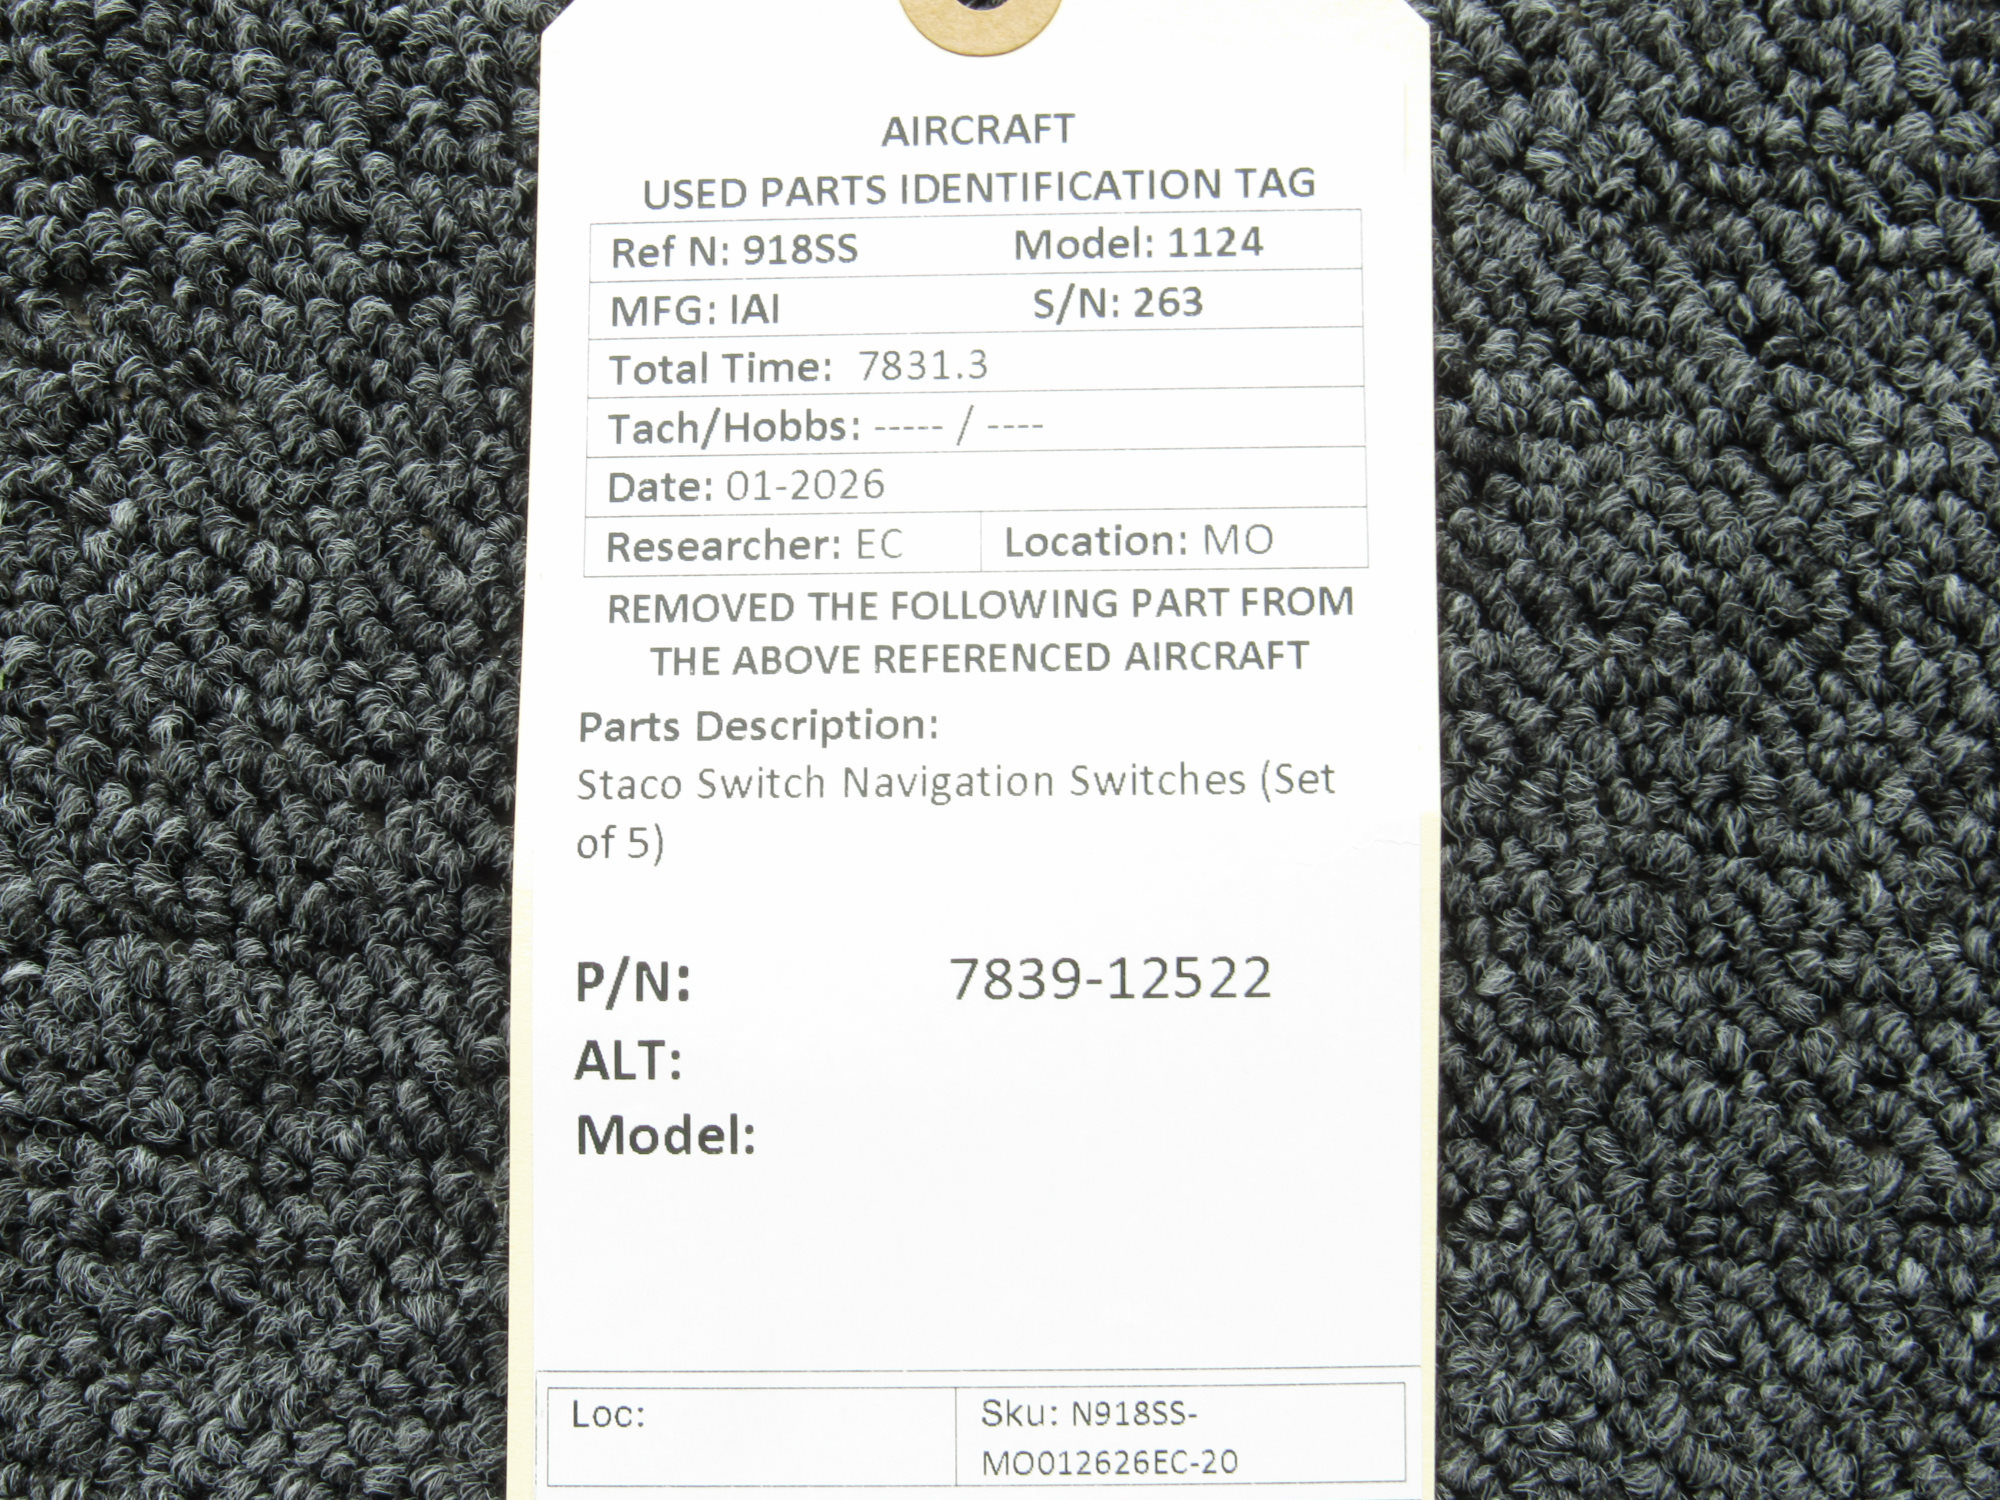 AIRCRAFT
USED PARTS IDENTIFICATION TAG
Ref N: 918SS Model: 1124
MFG: IAI S/N: 263
Total Time: 7831.3
Tach/Hobbs: ----- / ----
Date: 01-2026
Researcher: EC Location: MO
REMOVED THE FOLLOWING PART FROM
THE ABOVE REFERENCED AIRCRAFT
Parts Description:
Staco Switch Navigation Switches (Set
of 5)
P/N: 7839-12522
ALT:
Model:
Loc: Sku: N918SS-
MO012626EC-20